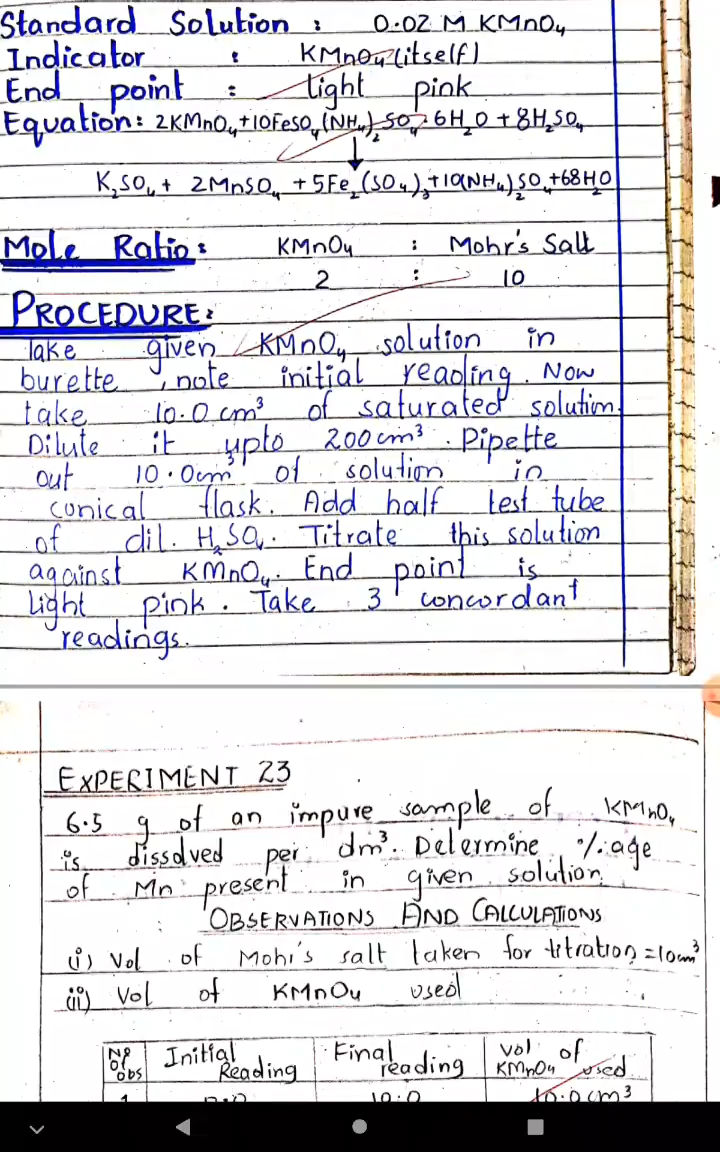 Standard Solution : 0.02 M KMnO₄
Indicator : KMnO₄ (itself)
End point : light pink
Equation: 2KMnO₄+10FeSO₄(NH₄)₂SO₄.6H₂O + 8H₂SO₄
↓
K₂SO₄ + 2MnSO₄ + 5Fe₂(SO₄)₃+10(NH₄)₂SO₄+68H₂O
Mole Ratio: KMnO₄ : Mohr's Salt
2 : 10
PROCEDURE:
Take given KMnO₄ solution in
burette, note initial reading. Now
take 10.0 cm³ of saturated solution.
Dilute it upto 200cm³. Pipette
out 10.0cm³ of solution in
conical flask. Add half test tube
of dil. H₂SO₄. Titrate this solution
against KMnO₄. End point is
light pink. Take 3 concordant
readings.
EXPERIMENT 23
6.5 g of an impure sample of KMnO₄
is dissolved per dm³. Determine %age
of Mn present in given solution.
OBSERVATIONS AND CALCULATIONS
(i) Vol of Mohr's salt taken for titration =10cm³
(ii) Vol of KMnO₄ used
No of obs Initial Reading Final reading vol of KMnO₄ used
1 0.0 10.0 10.0 cm³